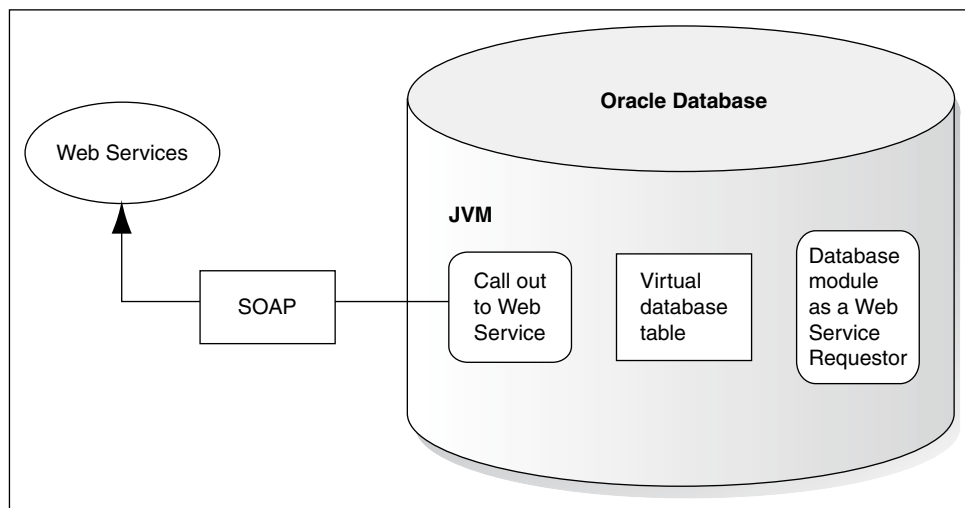 Oracle Database
Web Services
JVM
SOAP
Call out
to Web
Service
Virtual
database
table
Database
module
as a Web
Service
Requestor